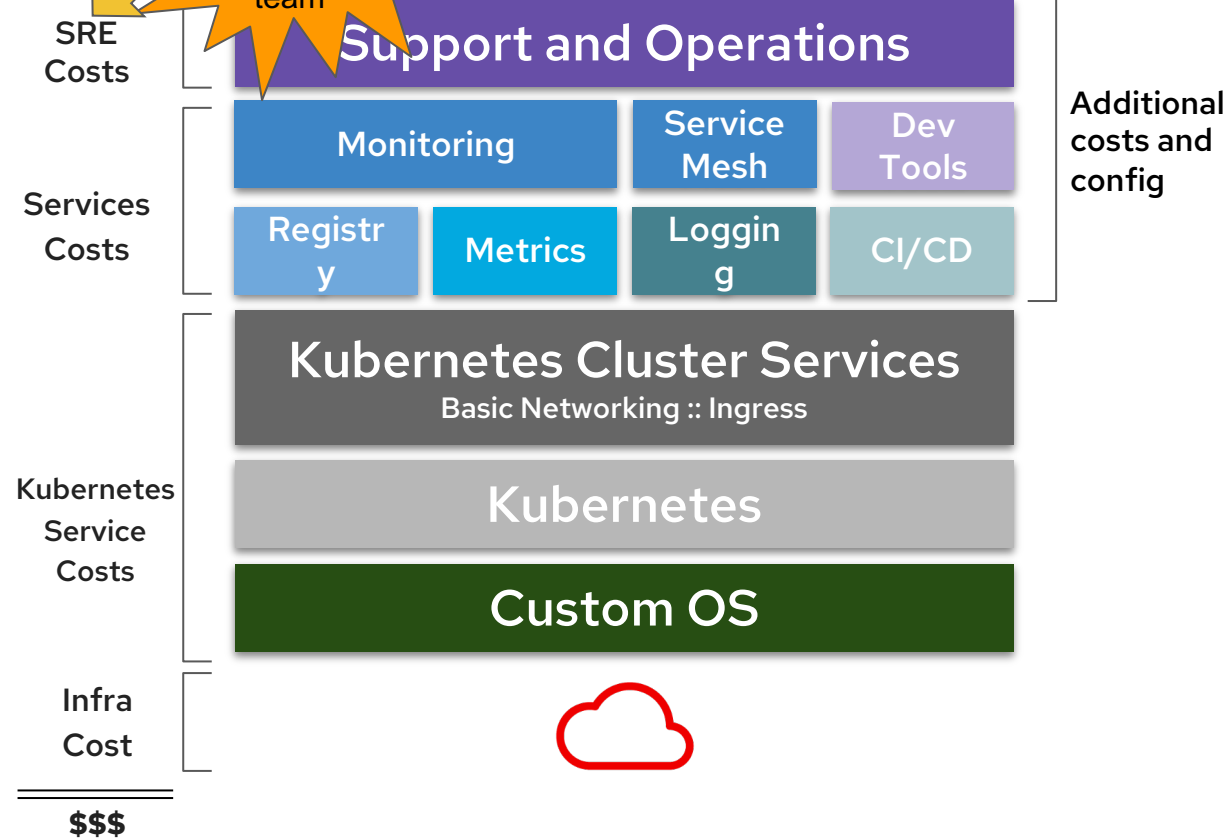 team
SRE
Costs
Support and Operations
Additional
costs and
config
Services
Costs
Monitoring
Service
Mesh
Dev
Tools
Registr
y
Metrics
Loggin
g
CI/CD
Kubernetes
Service
Costs
Kubernetes Cluster Services
Basic Networking :: Ingress
Kubernetes
Custom OS
Infra
Cost
$$$